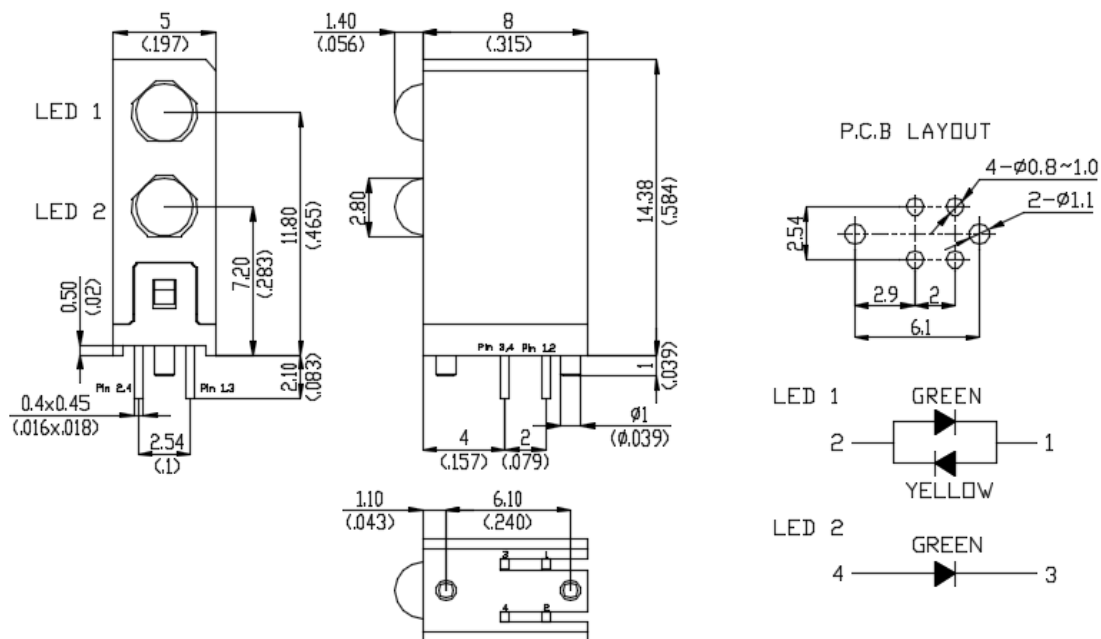 5
(.197)
LED 1
LED 2
11.80
(.465)
7.20
(.283)
0.50
(.02)
Pin 2.4
Pin 1.3
2.10
(.083)
0.4x0.45
(.016x.018)
2.54
(.1)
1.40
(.056)
8
(.315)
2.80
14.38
(.584)
Pin 3,4 Pin 1,2
1
(.039)
4
(.157)
2
(.079)
Ø1
(Ø.039)
1.10
(.043)
6.10
(.240)
3 1
4 2
P.C.B LAYOUT
4-Ø0.8~1.0
2-Ø1.1
2.54
2.9
2
6.1
LED 1
GREEN
2 1
YELLOW
LED 2
GREEN
4 3